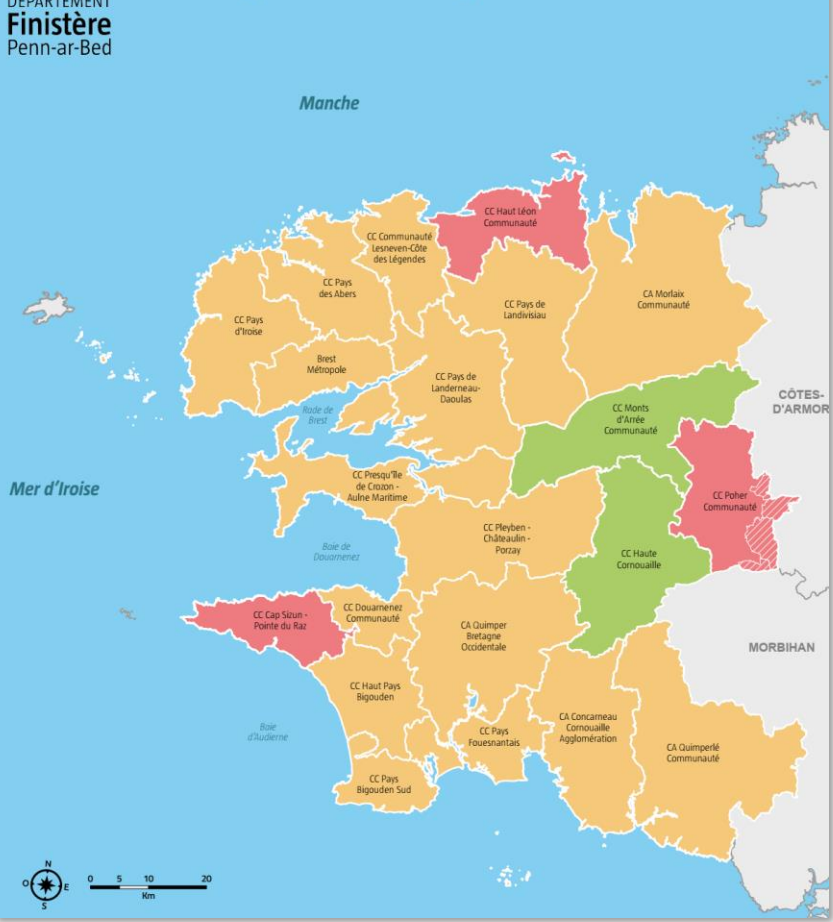 DÉPARTEMENT
Finistère
Penn-ar-Bed
Manche
CC Haut Léon
Communauté
CC Communauté
Lesneven-Côte
des Légendes
CC Pays
des Abers
CC Pays de
Landivisiau
CA Morlaix
Communauté
CC Pays
d'Iroise
Brest
Métropole
CC Pays de
Landerneau-
Daoulas
CÔTES-
D'ARMOR
Rade de
Brest
CC Monts
d'Arrée
Communauté
Mer d'Iroise
CC Presqu'île
de Crozon -
Aulne Maritime
CC Poher
Communauté
CC Pleyben -
Châteaulin -
Porzay
Baie de
Douarnenez
CC Haute
Cornouaille
CC Cap Sizun -
Pointe du Raz
CC Douarnenez
Communauté
CA Quimper
Bretagne
Occidentale
MORBIHAN
CC Haut Pays
Bigouden
Baie
d'Audierne
CC Pays
Fouesnantais
CA Concarneau
Cornouaille
Agglomération
CA Quimperlé
Communauté
CC Pays
Bigouden Sud
N
O E
S
0 5 10 20
Km